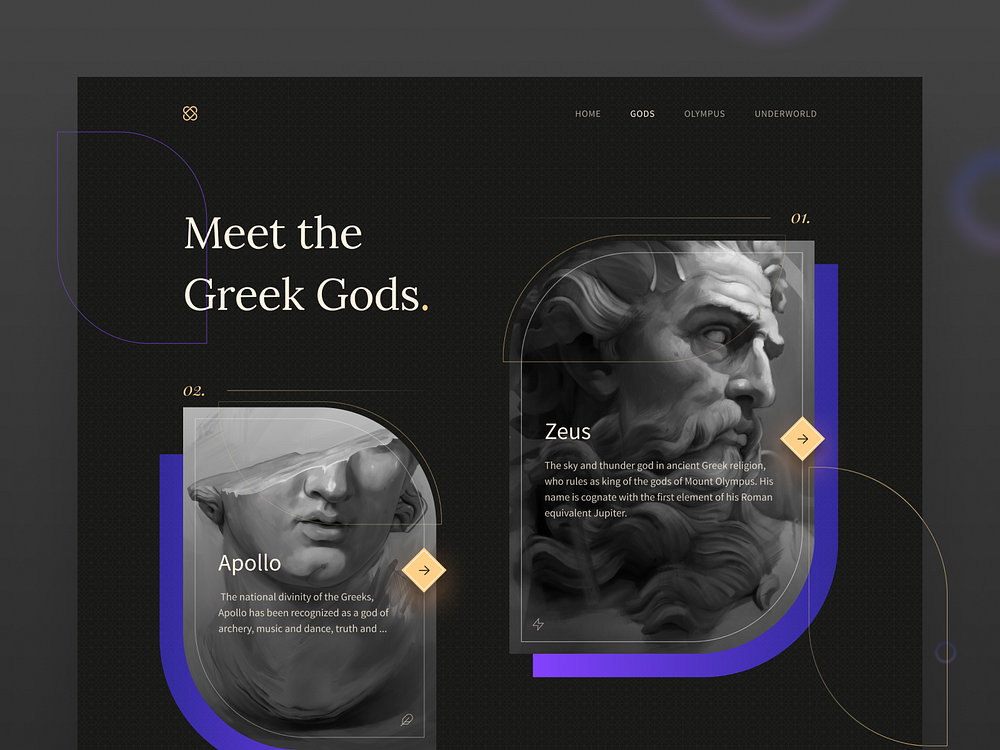 HOME GODS OLYMPUS UNDERWORLD
Meet the
Greek Gods.
01.
Zeus
The sky and thunder god in ancient Greek religion,
who rules as king of the gods of Mount Olympus. His
name is cognate with the first element of his Roman
equivalent Jupiter.
02.
Apollo
The national divinity of the Greeks,
Apollo has been recognized as a god of
archery, music and dance, truth and ...